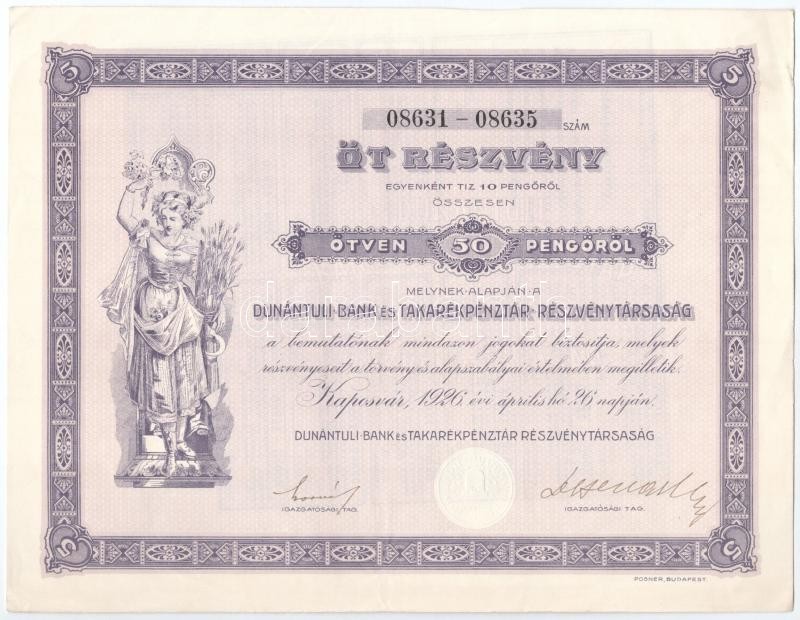 5 5
08631 - 08635 SZÁM
ÖT RÉSZVÉNY
EGYENKÉNT TIZ 10 PENGŐRŐL
ÖSSZESEN
ÖTVEN 50 PENGŐRŐL
MELYNEK ALAPJÁN A
DUNÁNTULI BANK ÉS TAKARÉKPÉNZTÁR RÉSZVÉNYTÁRSASÁG
a bemutatónak mindazon jogokat biztositja, melyek
részvényeseit a törvény és alapszabályai értelmében megilletik.
Kaposvár, 1926. évi április hó 26 napján.
DUNÁNTULI BANK ÉS TAKARÉKPÉNZTÁR RÉSZVÉNYTÁRSASÁG
IGAZGATÓSÁGI TAG. IGAZGATÓSÁGI TAG.
5 5
POSNER, BUDAPEST.